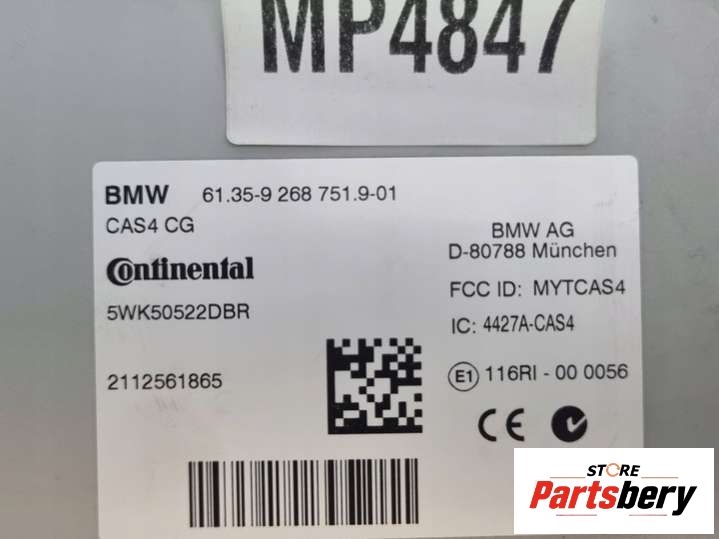 MP4847
BMW 61.35-9 268 751.9-01
CAS4 CG
Continental
5WK50522DBR
2112561865
BMW AG
D-80788 München
FCC ID: MYTCAS4
IC: 4427A-CAS4
E1 116RI - 00 0056
CE
STORE
Partsbery